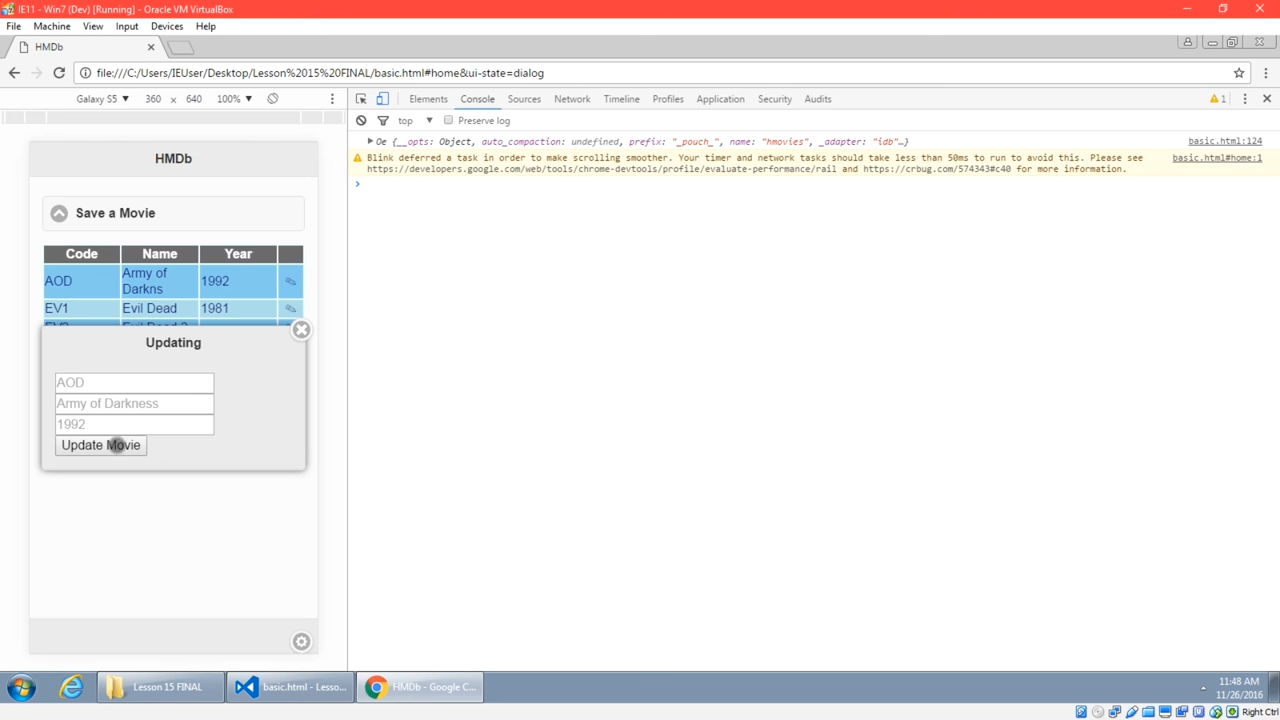 IE11 - Win7 (Dev) [Running] - Oracle VM VirtualBox
File Machine View Input Devices Help
HMDb
file:///C:/Users/IEUser/Desktop/Lesson%2015%20FINAL/basic.html#home&ui-state=dialog
Galaxy S5 ▼ 360 × 640 100% ▼
Elements Console Sources Network Timeline Profiles Application Security Audits
1
top ▼ Preserve log
Oe {__opts: Object, auto_compaction: undefined, prefix: "_pouch_", name: "hmovies", _adapter: "idb"…}
basic.html:124
Blink deferred a task in order to make scrolling smoother. Your timer and network tasks should take less than 50ms to run to avoid this. Please see
https://developers.google.com/web/tools/chrome-devtools/profile/evaluate-performance/rail and https://crbug.com/574343#c40 for more information.
basic.html#home:1
HMDb
Save a Movie
Code Name Year
AOD Army of Darkns 1992
EV1 Evil Dead 1981
Updating
AOD
Army of Darkness
1992
Update Movie
Lesson 15 FINAL
basic.html - Lesso...
HMDb - Google C...
11:48 AM
11/26/2016
Right Ctrl